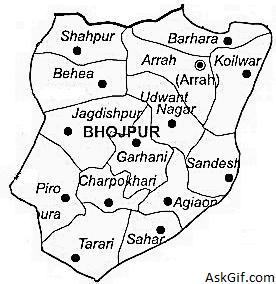 Shahpur
Barhara
Behea
Arrah
Koilwar
(Arrah)
Jagdishpur
Udwant
Nagar
BHOJPUR
Garhani
Sandesh
Charpokhari
Piro
ura
Agiaon
Tarari
Sahar
AskGif.com